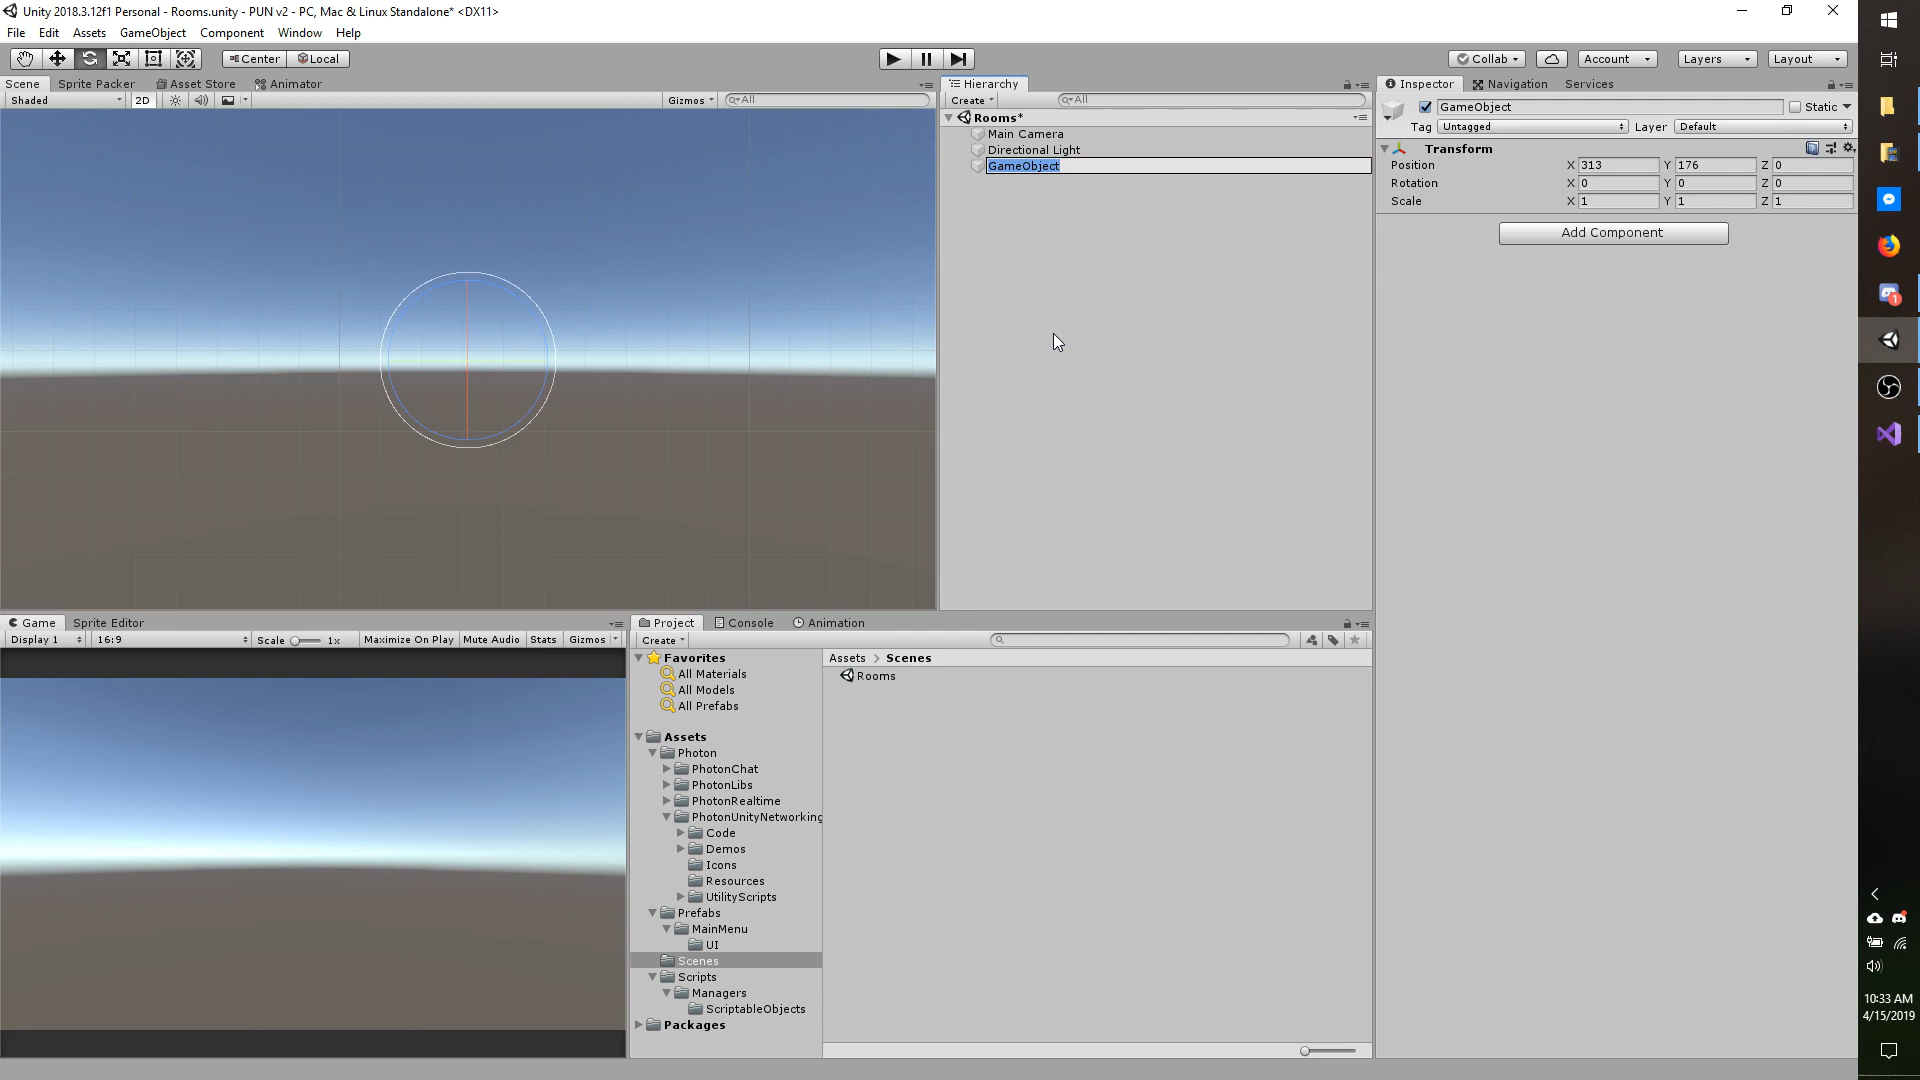 Unity 2018.3.12f1 Personal - Rooms.unity - PUN v2 - PC, Mac & Linux Standalone* <DX11>
File Edit Assets GameObject Component Window Help
Center Local Collab Account Layers Layout
Scene Sprite Packer Asset Store Animator
Shaded 2D Gizmos All
Hierarchy
Create All
Rooms*
Main Camera
Directional Light
GameObject
Inspector Navigation Services
GameObject Static
Tag Untagged Layer Default
Transform
Position X 313 Y 176 Z 0
Rotation X 0 Y 0 Z 0
Scale X 1 Y 1 Z 1
Add Component
Game Sprite Editor
Display 1 16:9 Scale 1x Maximize On Play Mute Audio Stats Gizmos
Project Console Animation
Create
Favorites
All Materials
All Models
All Prefabs
Assets
Photon
PhotonChat
PhotonLibs
PhotonRealtime
PhotonUnityNetworking
Code
Demos
Icons
Resources
UtilityScripts
Prefabs
MainMenu
UI
Scenes
Scripts
Managers
ScriptableObjects
Packages
Assets > Scenes
Rooms
1
10:33 AM
4/15/2019